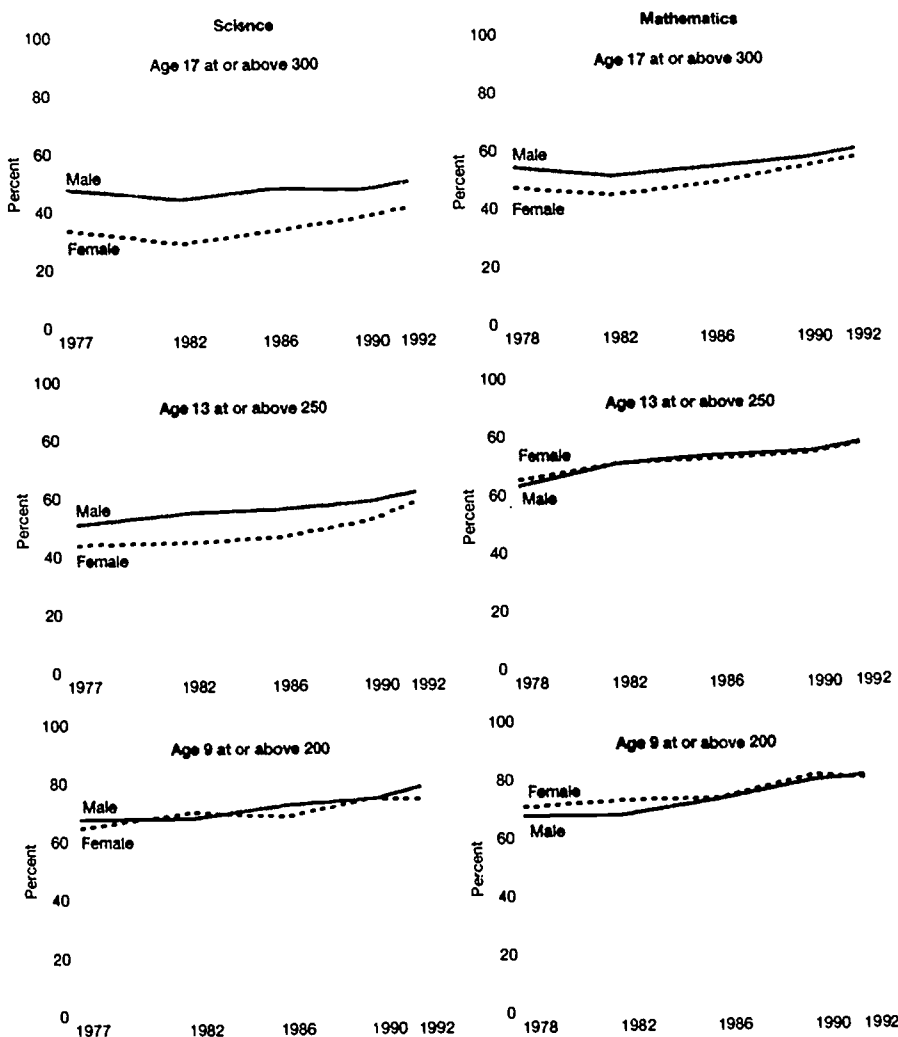 Science
Age 17 at or above 300
100
80
60
40
20
0
Percent
Male
Female
1977 1982 1986 1990 1992
Mathematics
Age 17 at or above 300
100
80
60
40
20
0
Percent
Male
Female
1978 1982 1986 1990 1992
Age 13 at or above 250
100
60
60
40
20
0
Percent
Male
Female
1977 1982 1986 1990 1992
Age 13 at or above 250
100
60
60
40
20
0
Percent
Female
Male
1978 1982 1986 1990 1992
Age 9 at or above 200
100
80
60
40
20
0
Percent
Male
Female
1977 1982 1986 1990 1992
Age 9 at or above 200
100
80
60
40
20
0
Percent
Female
Male
1978 1982 1986 1990 1992